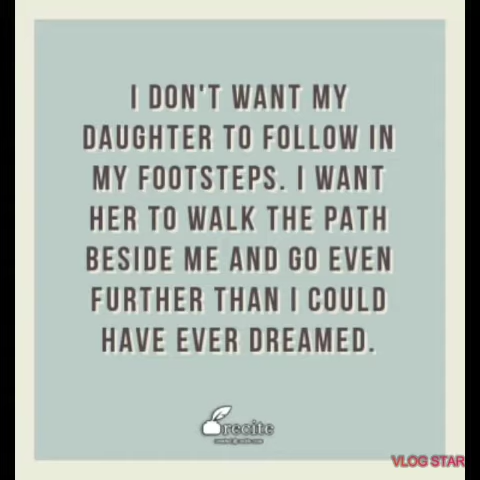 I DON'T WANT MY
DAUGHTER TO FOLLOW IN
MY FOOTSTEPS. I WANT
HER TO WALK THE PATH
BESIDE ME AND GO EVEN
FURTHER THAN I COULD
HAVE EVER DREAMED.
recite
VLOG STAR